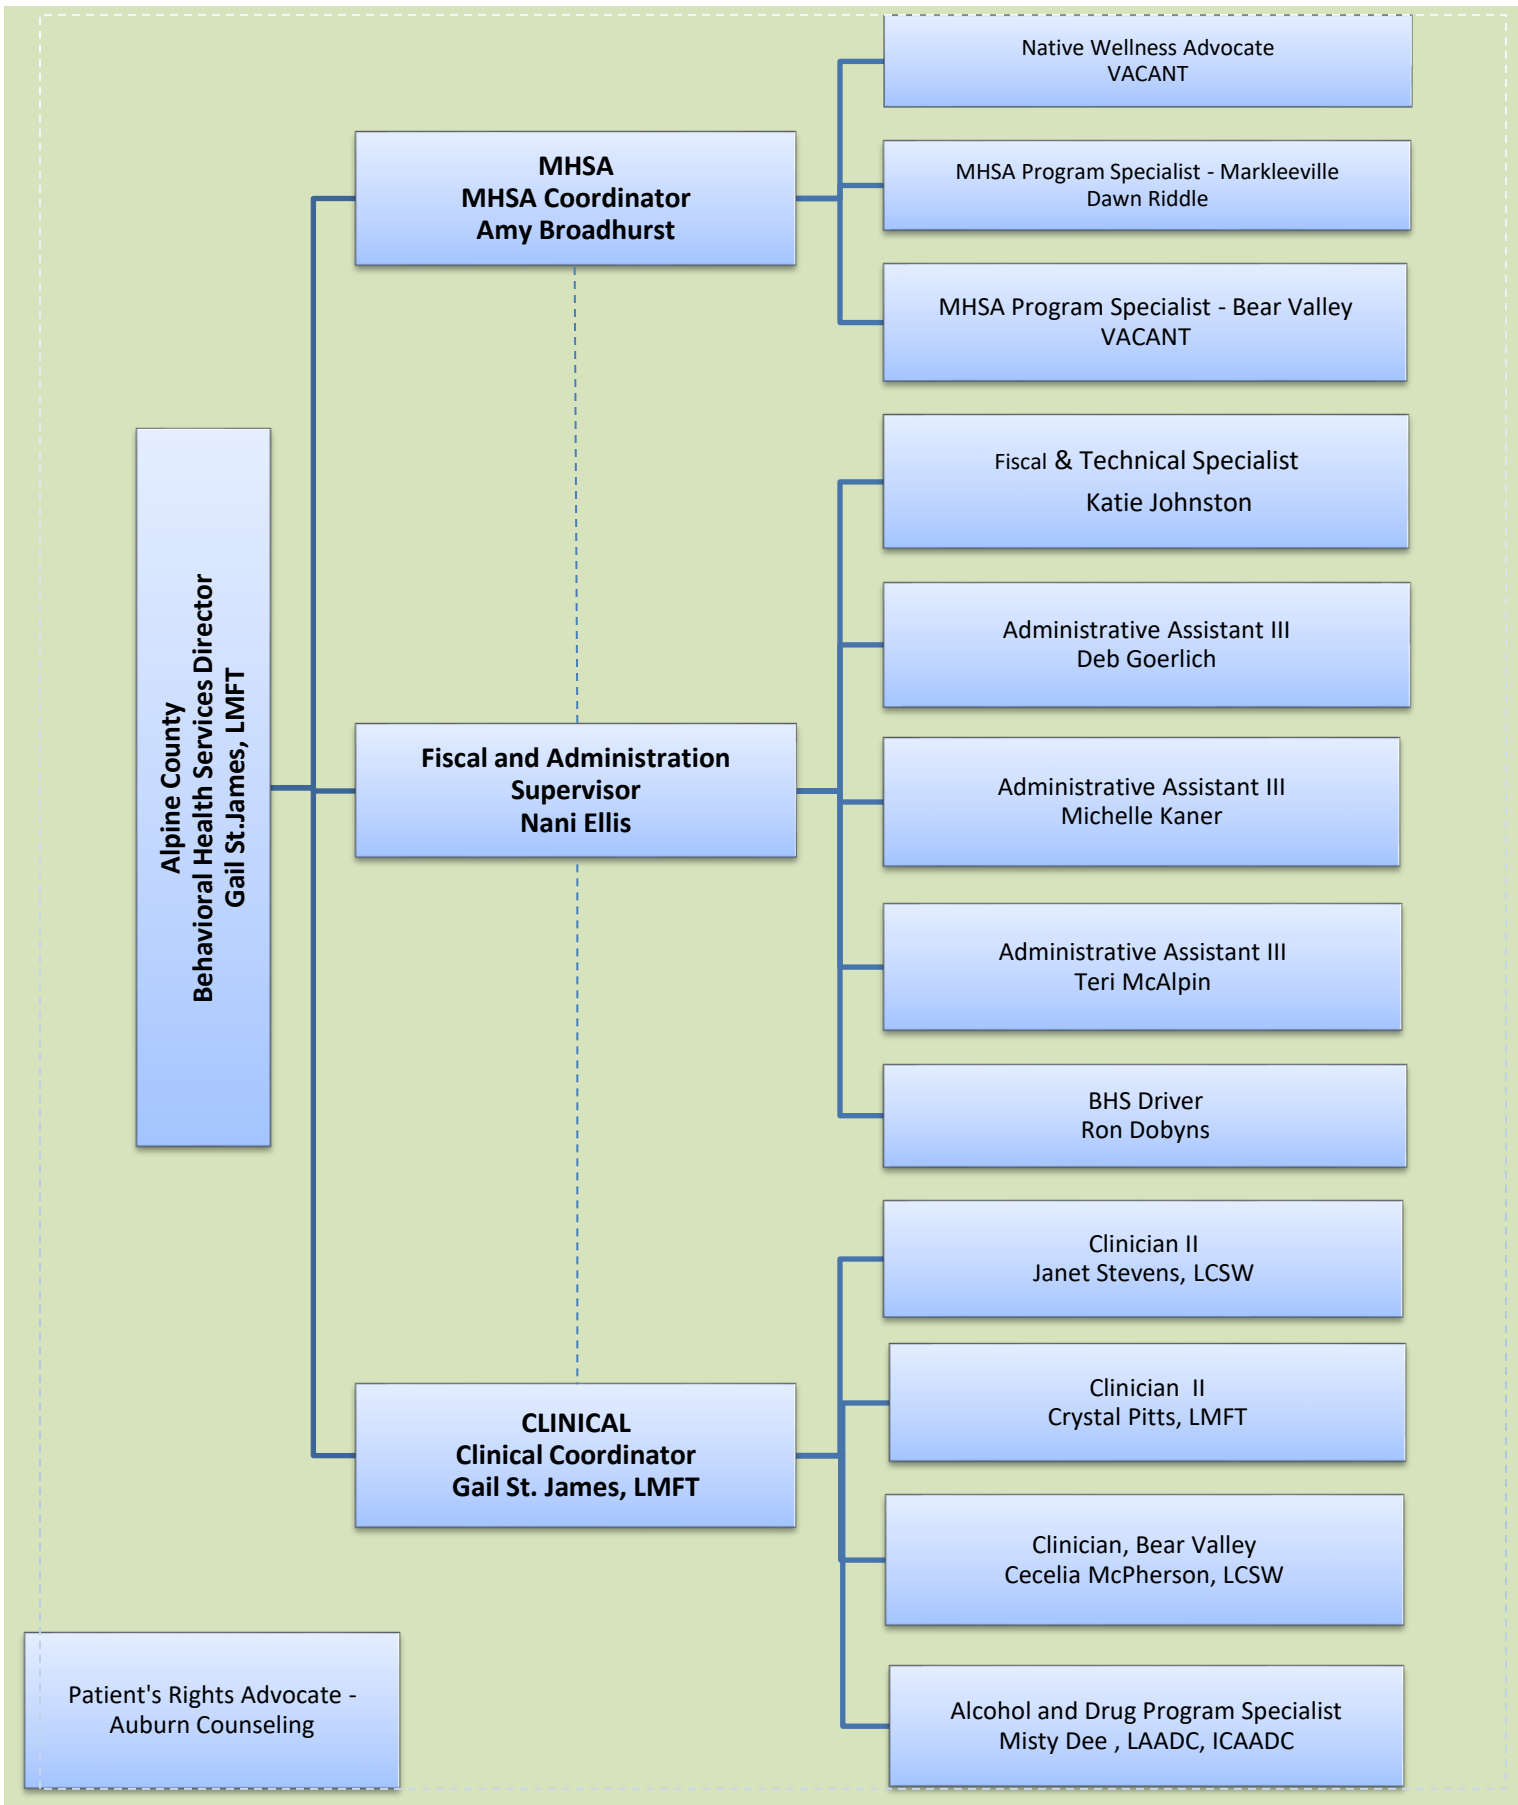 Native Wellness Advocate
VACANT
MHSA
MHSA Coordinator
Amy Broadhurst
MHSA Program Specialist - Markleeville
Dawn Riddle
MHSA Program Specialist - Bear Valley
VACANT
Alpine County
Behavioral Health Services Director
Gail St.James, LMFT
Fiscal & Technical Specialist
Katie Johnston
Administrative Assistant III
Deb Goerlich
Fiscal and Administration
Supervisor
Nani Ellis
Administrative Assistant III
Michelle Kaner
Administrative Assistant III
Teri McAlpin
BHS Driver
Ron Dobyns
Clinician II
Janet Stevens, LCSW
Clinician  II
Crystal Pitts, LMFT
CLINICAL
Clinical Coordinator
Gail St. James, LMFT
Clinician, Bear Valley
Cecelia McPherson, LCSW
Alcohol and Drug Program Specialist
Misty Dee , LAADC, ICAADC
Patient's Rights Advocate -
Auburn Counseling